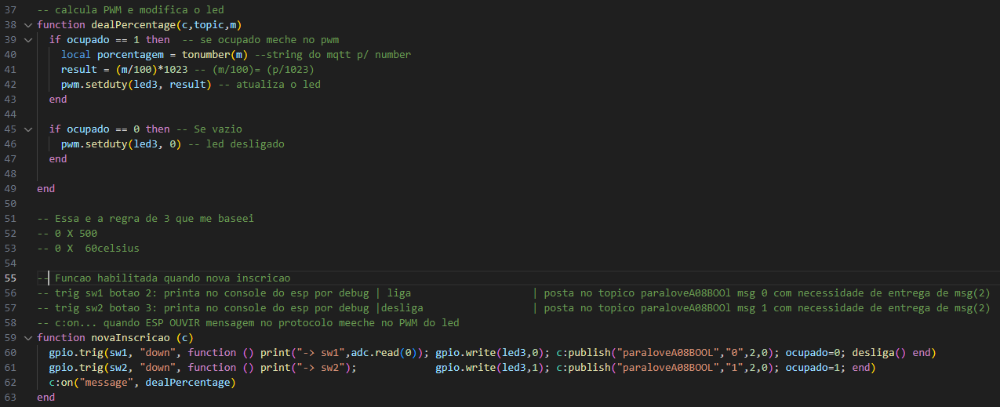 37 -- calcula PWM e modifica o led
38 function dealPercentage(c,topic,m)
39 if ocupado == 1 then  -- se ocupado meche no pwm
40 local porcentagem = tonumber(m) --string do mqtt p/ number
41 result = (m/100)*1023 -- (m/100)= (p/1023)
42 pwm.setduty(led3, result) -- atualiza o led
43 end
44
45 if ocupado == 0 then -- Se vazio
46 pwm.setduty(led3, 0) -- led desligado
47 end
48
49 end
50
51 -- Essa e a regra de 3 que me baseei
52 -- 0 X 500
53 -- 0 X  60celsius
54
55 -- Funcao habilitada quando nova inscricao
56 -- trig sw1 botao 2: printa no console do esp por debug | liga | posta no topico paraloveA08BOOl msg 0 com necessidade de entrega de msg(2)
57 -- trig sw2 botao 3: printa no console do esp por debug |desliga | posta no topico paraloveA08BOOl msg 1 com necessidade de entrega de msg(2)
58 -- c:on... quando ESP OUVIR mensagem no protocolo meeche no PWM do led
59 function novaInscricao (c)
60 gpio.trig(sw1, "down", function () print("-> sw1",adc.read(0)); gpio.write(led3,0); c:publish("paraloveA08BOOL","0",2,0); ocupado=0; desliga() end)
61 gpio.trig(sw2, "down", function () print("-> sw2"); gpio.write(led3,1); c:publish("paraloveA08BOOL","1",2,0); ocupado=1; end)
62 c:on("message", dealPercentage)
63 end